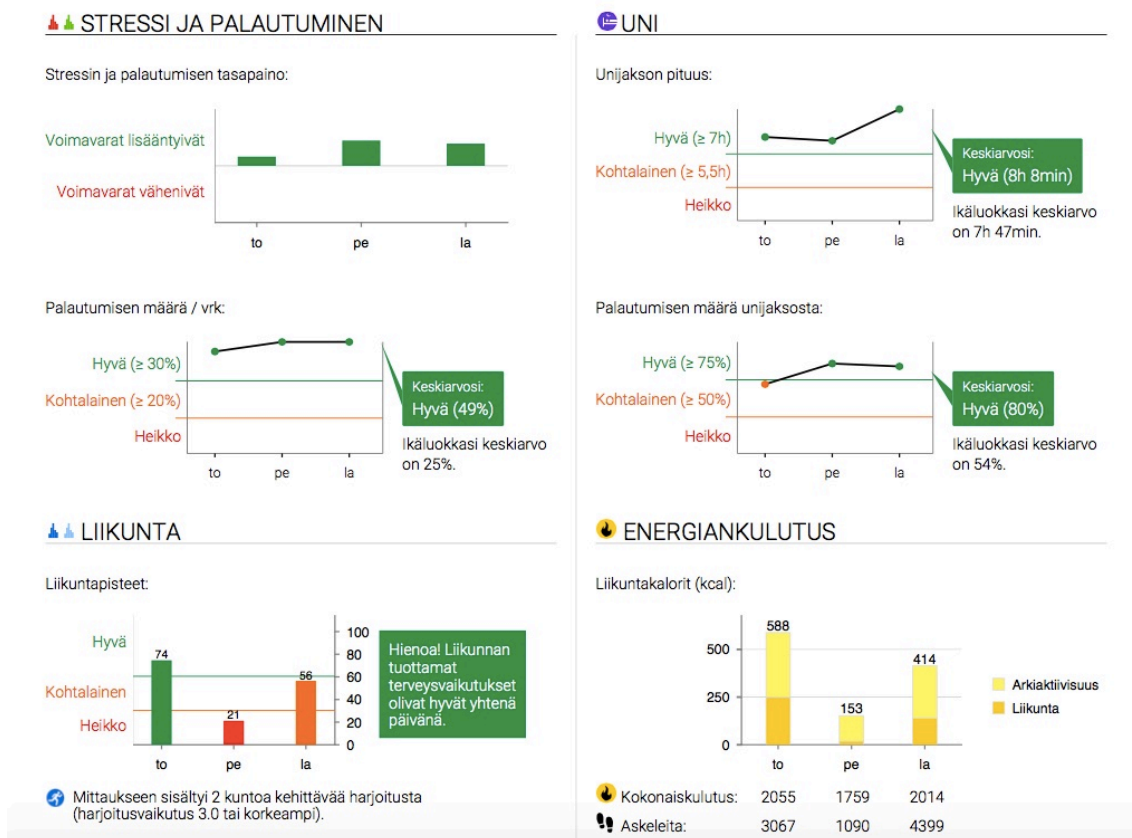 STRESSI JA PALAUTUMINEN
Stressin ja palautumisen tasapaino:
Voimavarat lisääntyivät
Voimavarat vähenivät
to pe la
Palautumisen määrä / vrk:
Hyvä (≥ 30%)
Kohtalainen (≥ 20%)
Heikko
to pe la
Keskiarvosi:
Hyvä (49%)
Ikäluokkasi keskiarvo
on 25%.
UNI
Unijakson pituus:
Hyvä (≥ 7h)
Kohtalainen (≥ 5,5h)
Heikko
to pe la
Keskiarvosi:
Hyvä (8h 8min)
Ikäluokkasi keskiarvo
on 7h 47min.
Palautumisen määrä unijaksosta:
Hyvä (≥ 75%)
Kohtalainen (≥ 50%)
Heikko
to pe la
Keskiarvosi:
Hyvä (80%)
Ikäluokkasi keskiarvo
on 54%.
LIIKUNTA
Liikuntapisteet:
Hyvä
Kohtalainen
Heikko
74 21 56
100
80
60
40
20
0
to pe la
Hienoa! Liikunnan
tuottamat
terveysvaikutukset
olivat hyvät yhtenä
päivänä.
Mittaukseen sisältyi 2 kuntoa kehittävää harjoitusta
(harjoitusvaikutus 3.0 tai korkeampi).
ENERGIANKULUTUS
Liikuntakalorit (kcal):
500
250
0
588 153 414
to pe la
Arkiaktiivisuus
Liikunta
Kokonaiskulutus: 2055 1759 2014
Askeleita: 3067 1090 4399